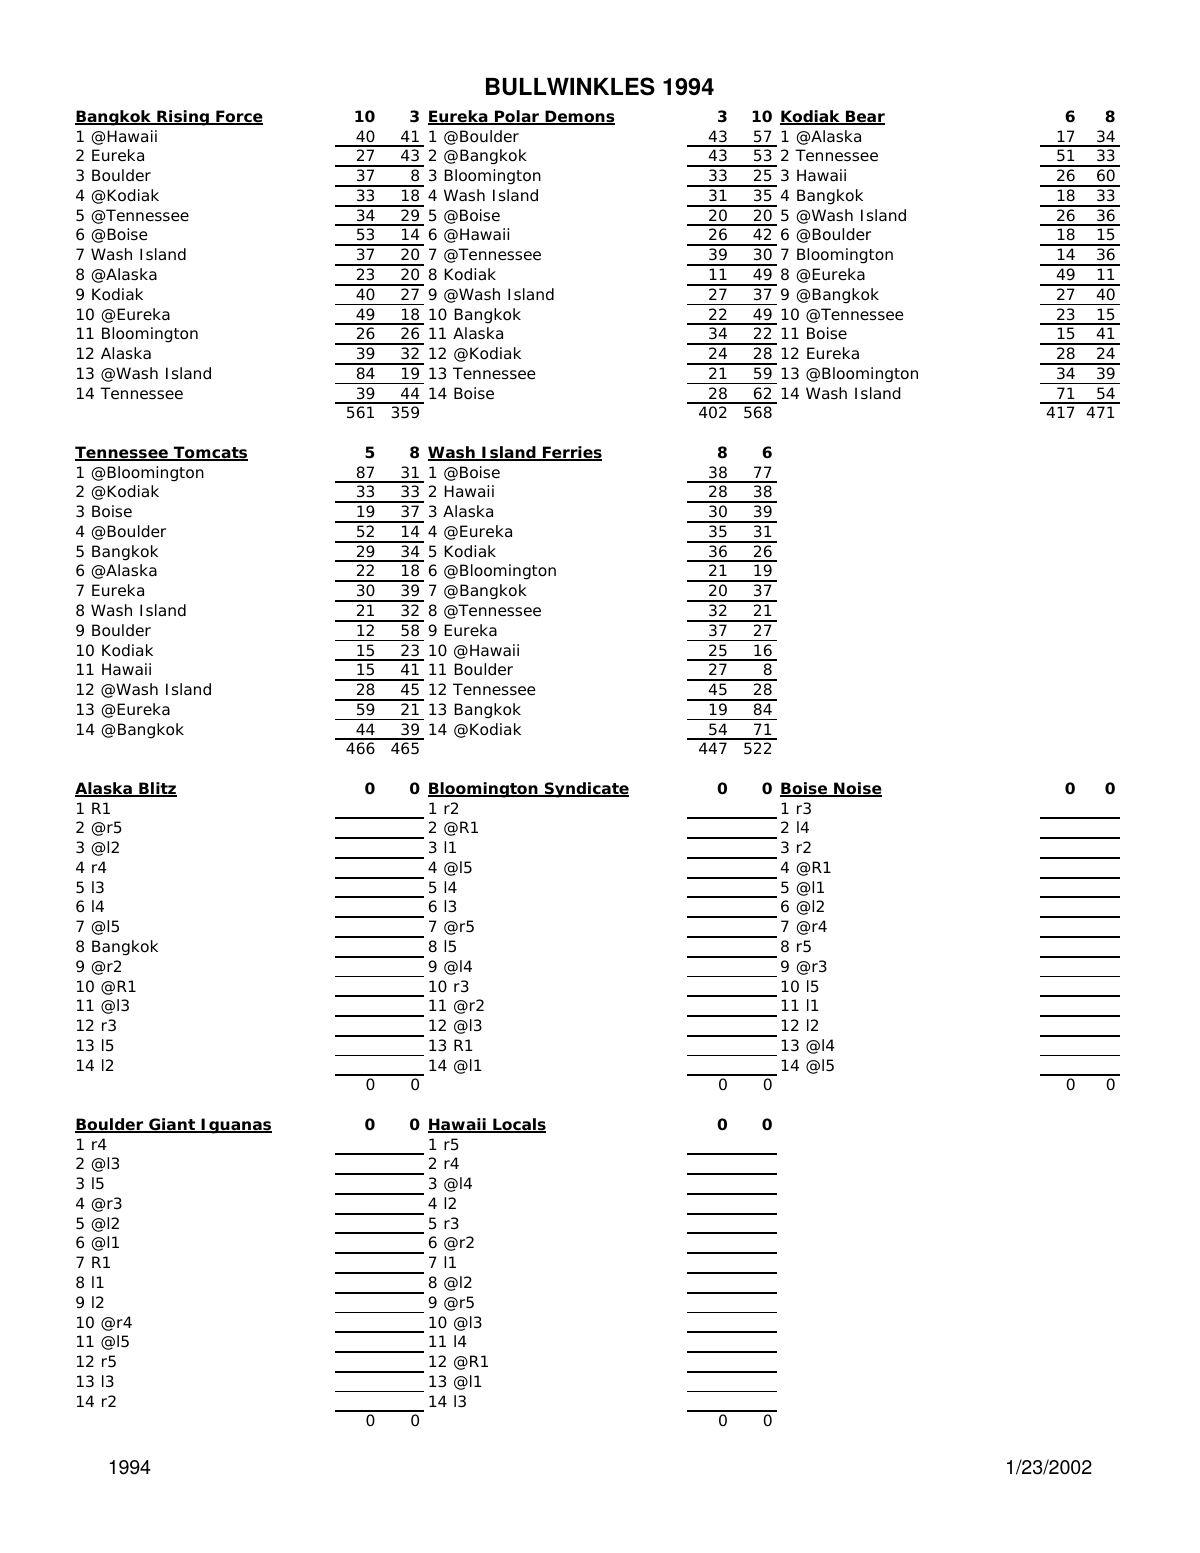 BULLWINKLES 1994
Bangkok Rising Force 10 3 Eureka Polar Demons 3 10 Kodiak Bear 6 8
1 @Hawaii 40 41 1 @Boulder 43 57 1 @Alaska 17 34
2 Eureka 27 43 2 @Bangkok 43 53 2 Tennessee 51 33
3 Boulder 37 8 3 Bloomington 33 25 3 Hawaii 26 60
4 @Kodiak 33 18 4 Wash Island 31 35 4 Bangkok 18 33
5 @Tennessee 34 29 5 @Boise 20 20 5 @Wash Island 26 36
6 @Boise 53 14 6 @Hawaii 26 42 6 @Boulder 18 15
7 Wash Island 37 20 7 @Tennessee 39 30 7 Bloomington 14 36
8 @Alaska 23 20 8 Kodiak 11 49 8 @Eureka 49 11
9 Kodiak 40 27 9 @Wash Island 27 37 9 @Bangkok 27 40
10 @Eureka 49 18 10 Bangkok 22 49 10 @Tennessee 23 15
11 Bloomington 26 26 11 Alaska 34 22 11 Boise 15 41
12 Alaska 39 32 12 @Kodiak 24 28 12 Eureka 28 24
13 @Wash Island 84 19 13 Tennessee 21 59 13 @Bloomington 34 39
14 Tennessee 39 44 14 Boise 28 62 14 Wash Island 71 54
561 359 402 568 417 471
Tennessee Tomcats 5 8 Wash Island Ferries 8 6
1 @Bloomington 87 31 1 @Boise 38 77
2 @Kodiak 33 33 2 Hawaii 28 38
3 Boise 19 37 3 Alaska 30 39
4 @Boulder 52 14 4 @Eureka 35 31
5 Bangkok 29 34 5 Kodiak 36 26
6 @Alaska 22 18 6 @Bloomington 21 19
7 Eureka 30 39 7 @Bangkok 20 37
8 Wash Island 21 32 8 @Tennessee 32 21
9 Boulder 12 58 9 Eureka 37 27
10 Kodiak 15 23 10 @Hawaii 25 16
11 Hawaii 15 41 11 Boulder 27 8
12 @Wash Island 28 45 12 Tennessee 45 28
13 @Eureka 59 21 13 Bangkok 19 84
14 @Bangkok 44 39 14 @Kodiak 54 71
466 465 447 522
Alaska Blitz 0 0 Bloomington Syndicate 0 0 Boise Noise 0 0
1 R1 1 r2 1 r3
2 @r5 2 @R1 2 l4
3 @l2 3 l1 3 r2
4 r4 4 @l5 4 @R1
5 l3 5 l4 5 @l1
6 l4 6 l3 6 @l2
7 @l5 7 @r5 7 @r4
8 Bangkok 8 l5 8 r5
9 @r2 9 @l4 9 @r3
10 @R1 10 r3 10 l5
11 @l3 11 @r2 11 l1
12 r3 12 @l3 12 l2
13 l5 13 R1 13 @l4
14 l2 14 @l1 14 @l5
0 0 0 0 0 0
Boulder Giant Iguanas 0 0 Hawaii Locals 0 0
1 r4 1 r5
2 @l3 2 r4
3 l5 3 @l4
4 @r3 4 l2
5 @l2 5 r3
6 @l1 6 @r2
7 R1 7 l1
8 l1 8 @l2
9 l2 9 @r5
10 @r4 10 @l3
11 @l5 11 l4
12 r5 12 @R1
13 l3 13 @l1
14 r2 14 l3
0 0 0 0
1994 1/23/2002